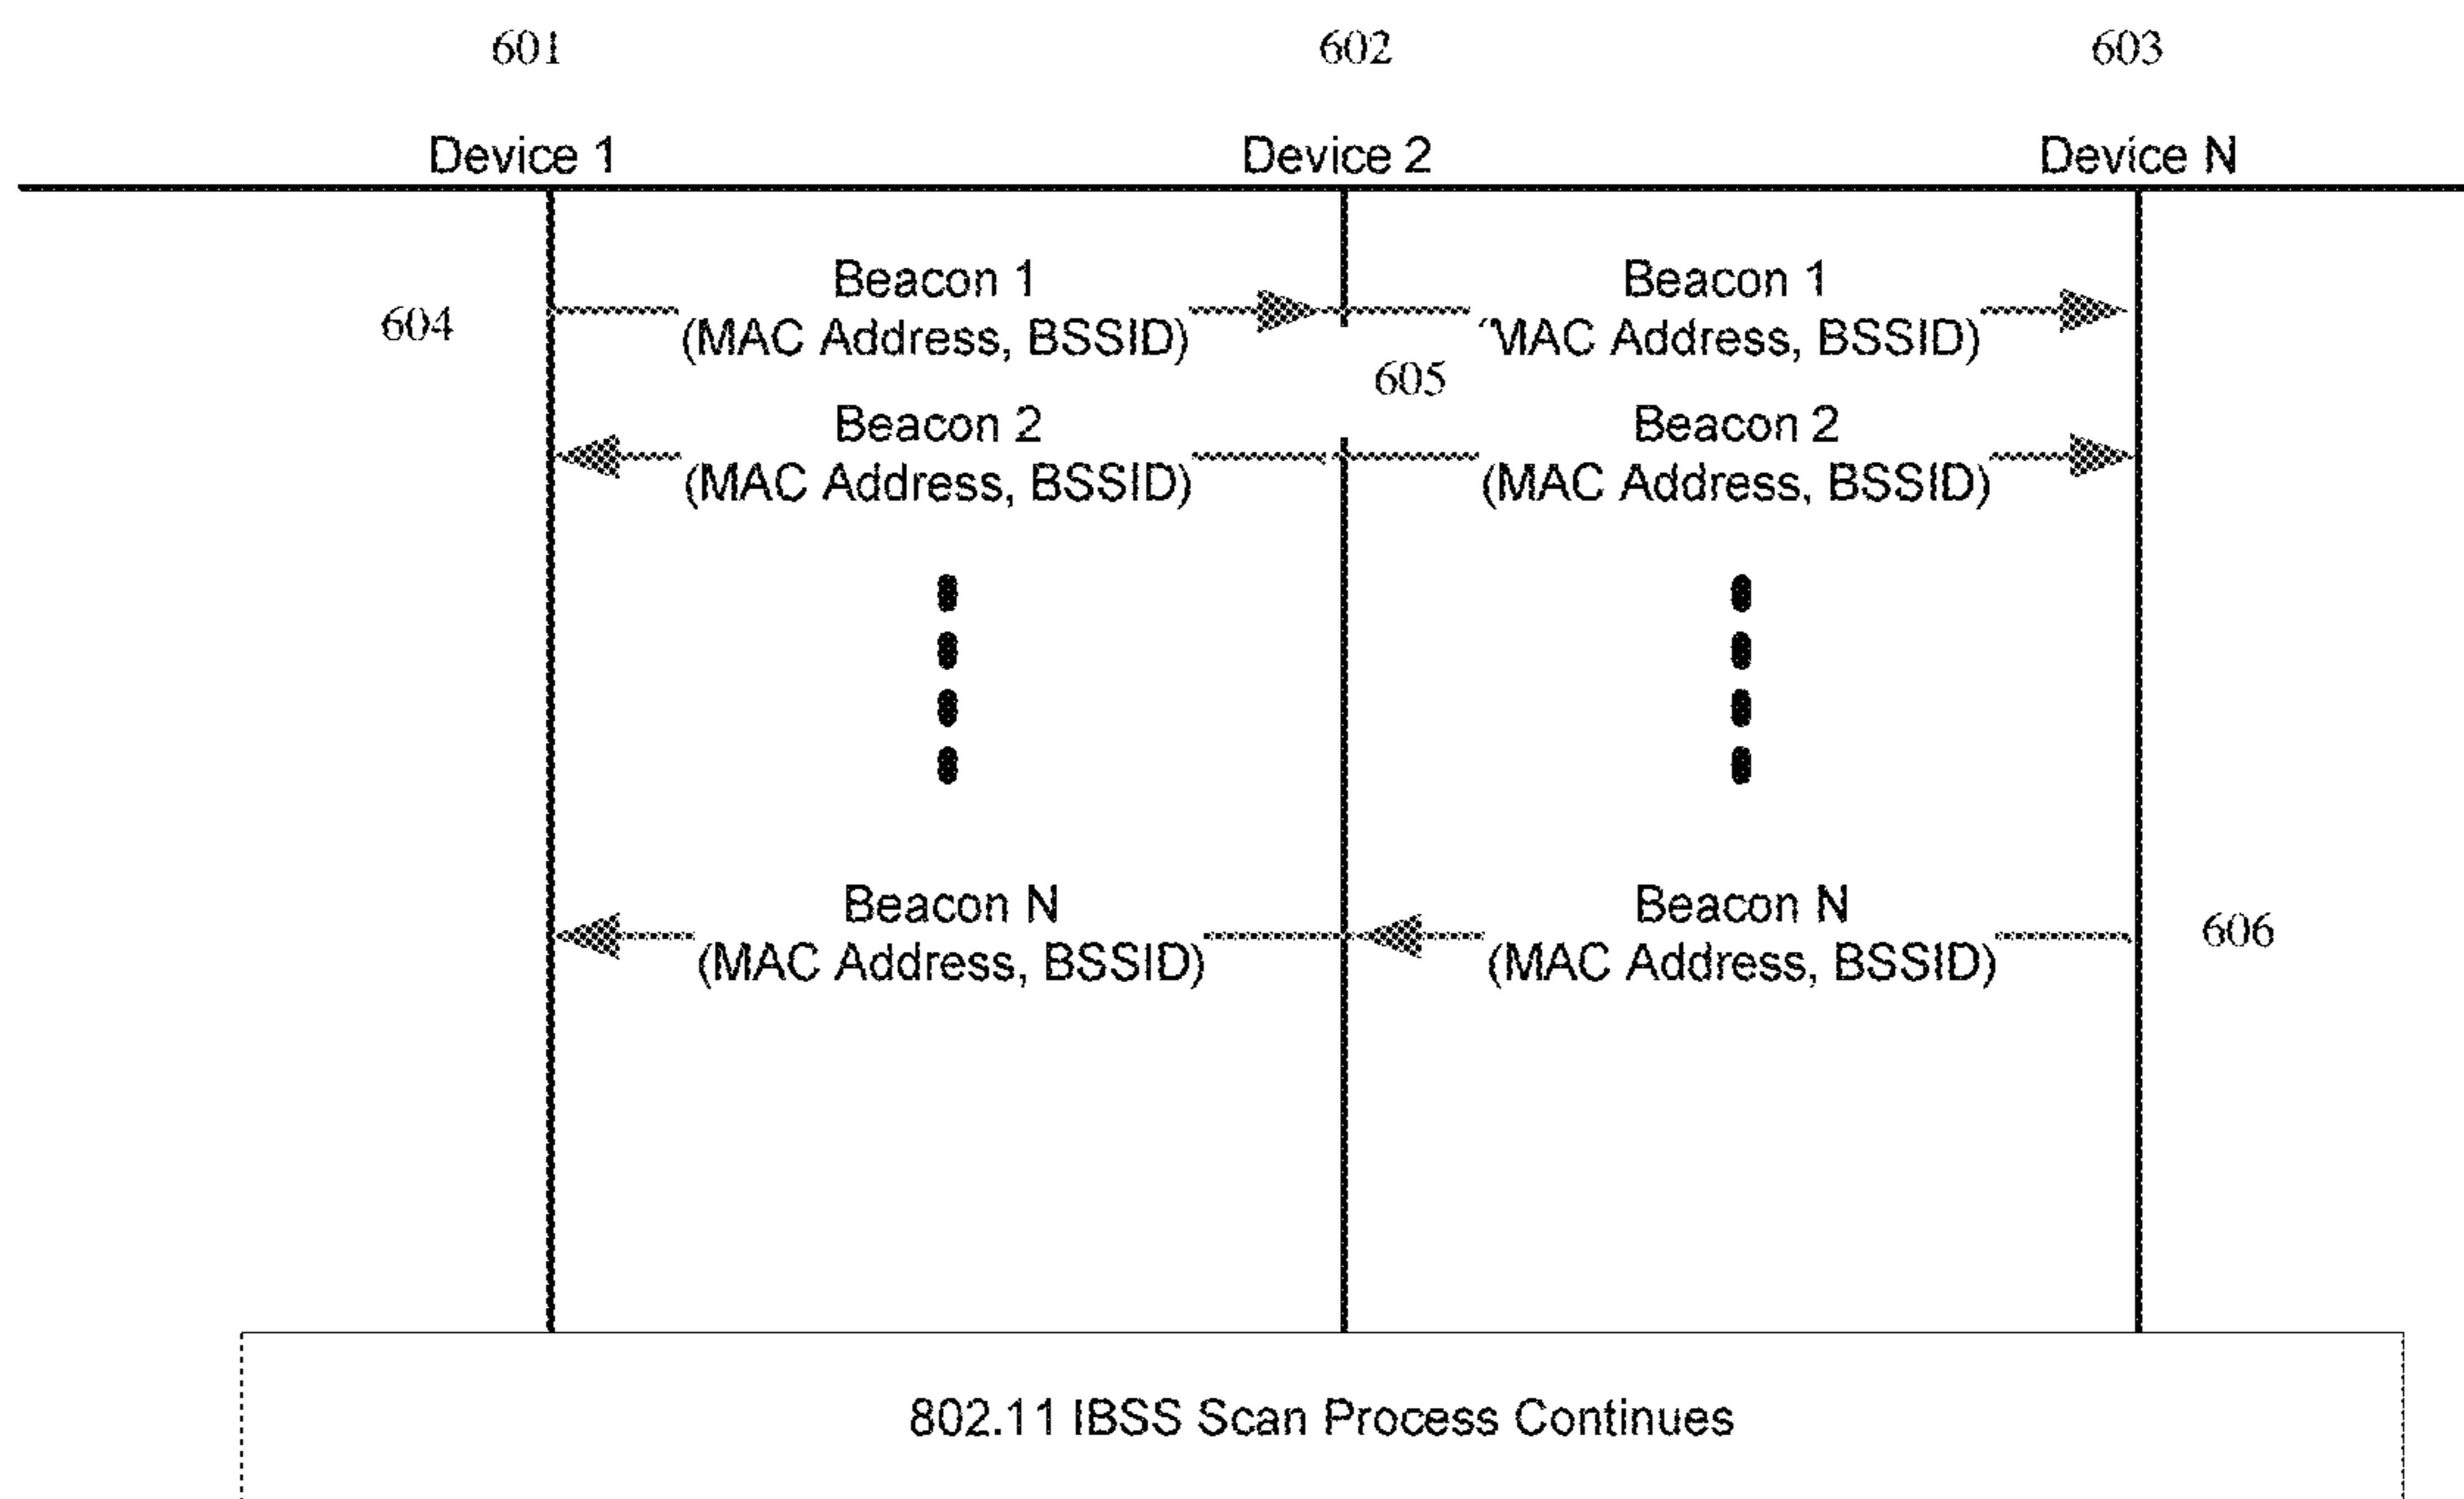 601
602
603
Device 1
Device 2
Device N
Beacon 1
(MAC Address, BSSID)
Beacon 1
MAC Address, BSSID)
604
605
Beacon 2
(MAC Address, BSSID)
Beacon 2
(MAC Address, BSSID)
Beacon N
(MAC Address, BSSID)
Beacon N
(MAC Address, BSSID)
606
802.11 IBSS Scan Process Continues